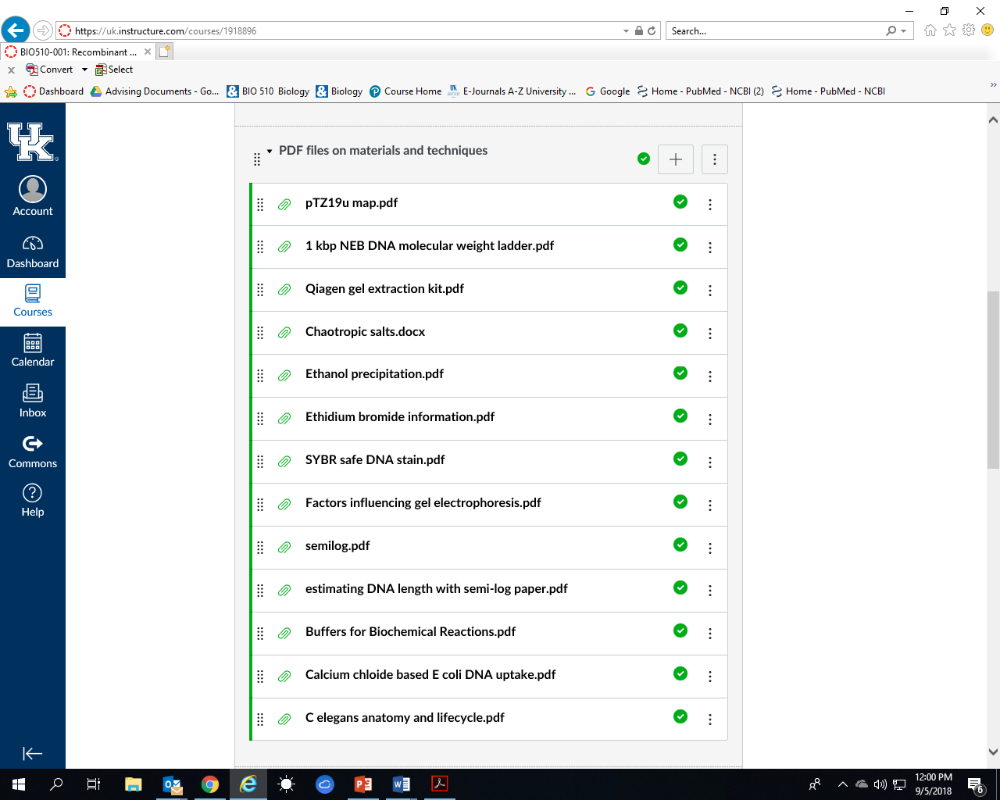 https://uk.instructure.com/courses/1918896
Search...
BIO510-001: Recombinant ...
Convert
Select
Dashboard
Advising Documents - Go...
BIO 510 Biology
Biology
Course Home
E-Journals A-Z University ...
Google
Home - PubMed - NCBI (2)
Home - PubMed - NCBI
UK
Account
Dashboard
Courses
Calendar
Inbox
Commons
Help
PDF files on materials and techniques
pTZ19u map.pdf
1 kbp NEB DNA molecular weight ladder.pdf
Qiagen gel extraction kit.pdf
Chaotropic salts.docx
Ethanol precipitation.pdf
Ethidium bromide information.pdf
SYBR safe DNA stain.pdf
Factors influencing gel electrophoresis.pdf
semilog.pdf
estimating DNA length with semi-log paper.pdf
Buffers for Biochemical Reactions.pdf
Calcium chloide based E coli DNA uptake.pdf
C elegans anatomy and lifecycle.pdf
12:00 PM
9/5/2018
6